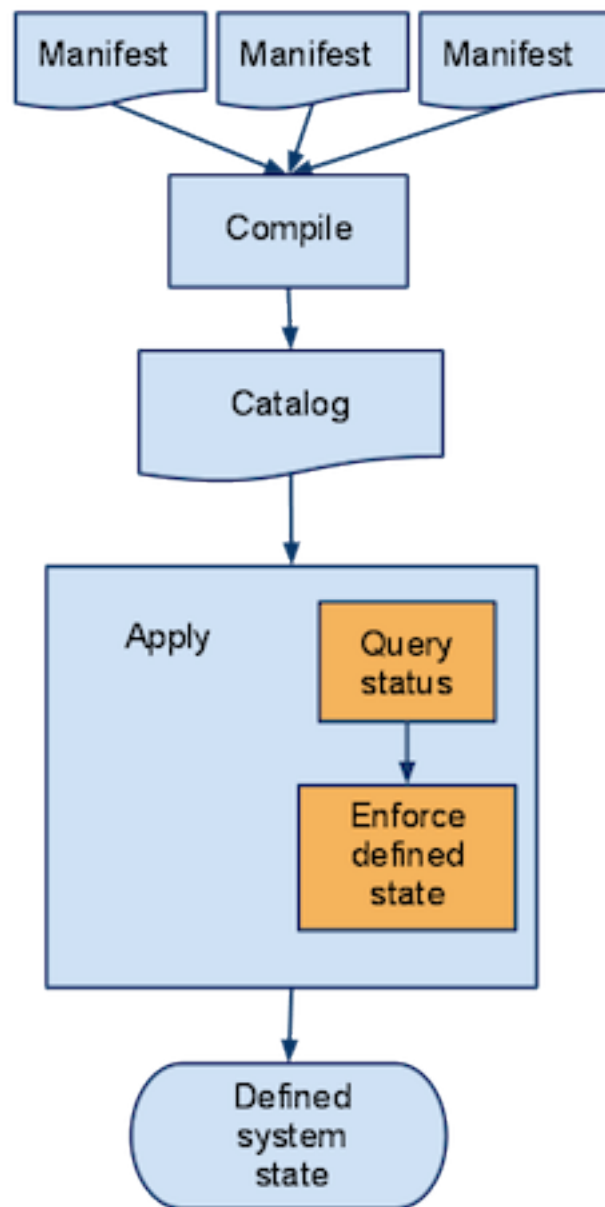 Manifest
Manifest
Manifest
Compile
Catalog
Apply
Query
status
Enforce
defined
state
Defined
system
state